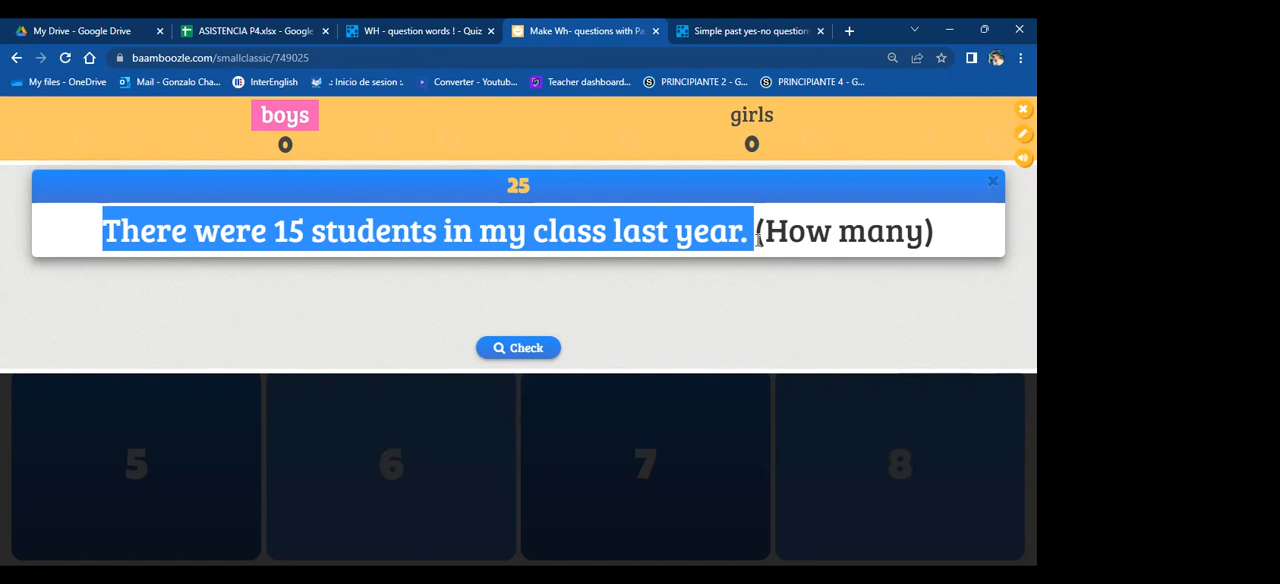 My Drive - Google Drive
ASISTENCIA P4.xlsx - Google
WH - question words ! - Quiz
Make Wh- questions with Pa
Simple past yes-no question
baamboozle.com/smallclassic/749025
My files - OneDrive
Mail - Gonzalo Cha...
InterEnglish
.: Inicio de sesion :.
Converter - Youtub...
Teacher dashboard...
PRINCIPIANTE 2 - G...
PRINCIPIANTE 4 - G...
boys
girls
0
0
25
There were 15 students in my class last year. (How many)
Check
5
6
7
8